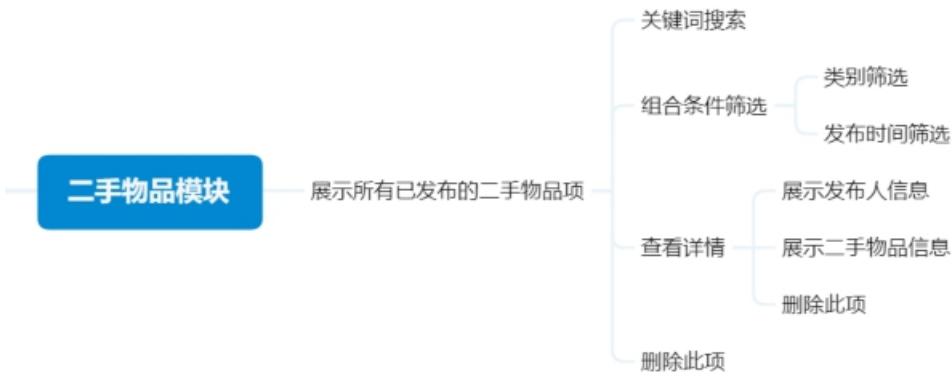 关键词搜索
类别筛选
组合条件筛选
发布时间筛选
二手物品模块
展示所有已发布的二手物品项
展示发布人信息
查看详情
展示二手物品信息
删除此项
删除此项